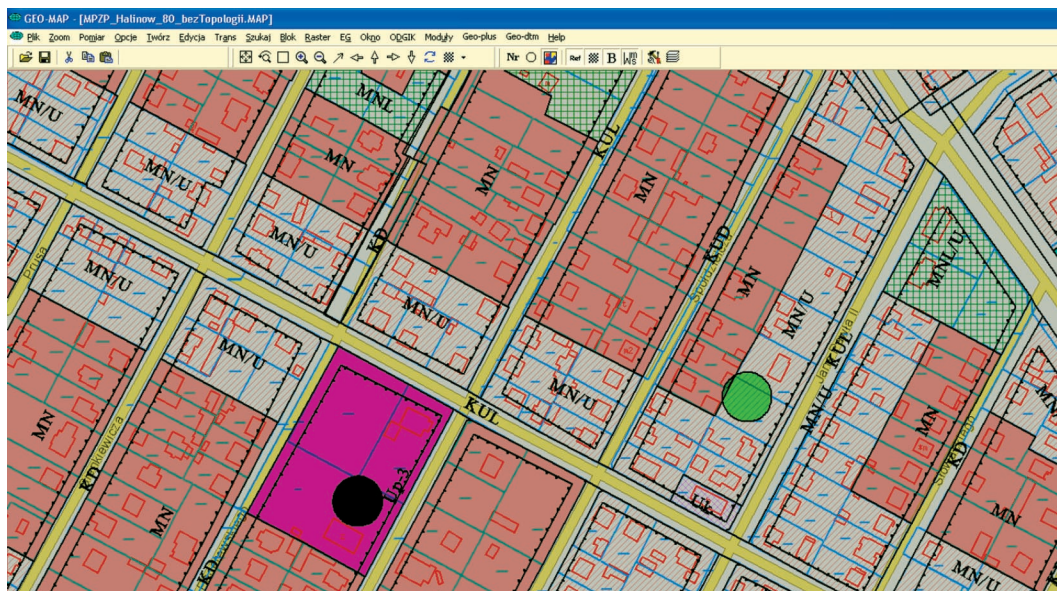 GEO-MAP - [MPZP_Halinow_80_bezTopologii.MAP]
Plik Zoom Pomiar Opcje Twórz Edycja Trans Szukaj Blok Raster EG Okno ODGIK Moduły Geo-plus Geo-dtm Help
Nr Ref B
MN/U
MNL
KUL
MN/U
MN
MN
MN
MNL/U
KUD
KD
MN/U
Prusa
MN/U
MN
MN/U
MN/U
MN/U
KUL
MN/U
KUL
MN/U
MN/U
MN
MN
KD
Up-3
Uk
KD
MN
MN
KD
MN/U